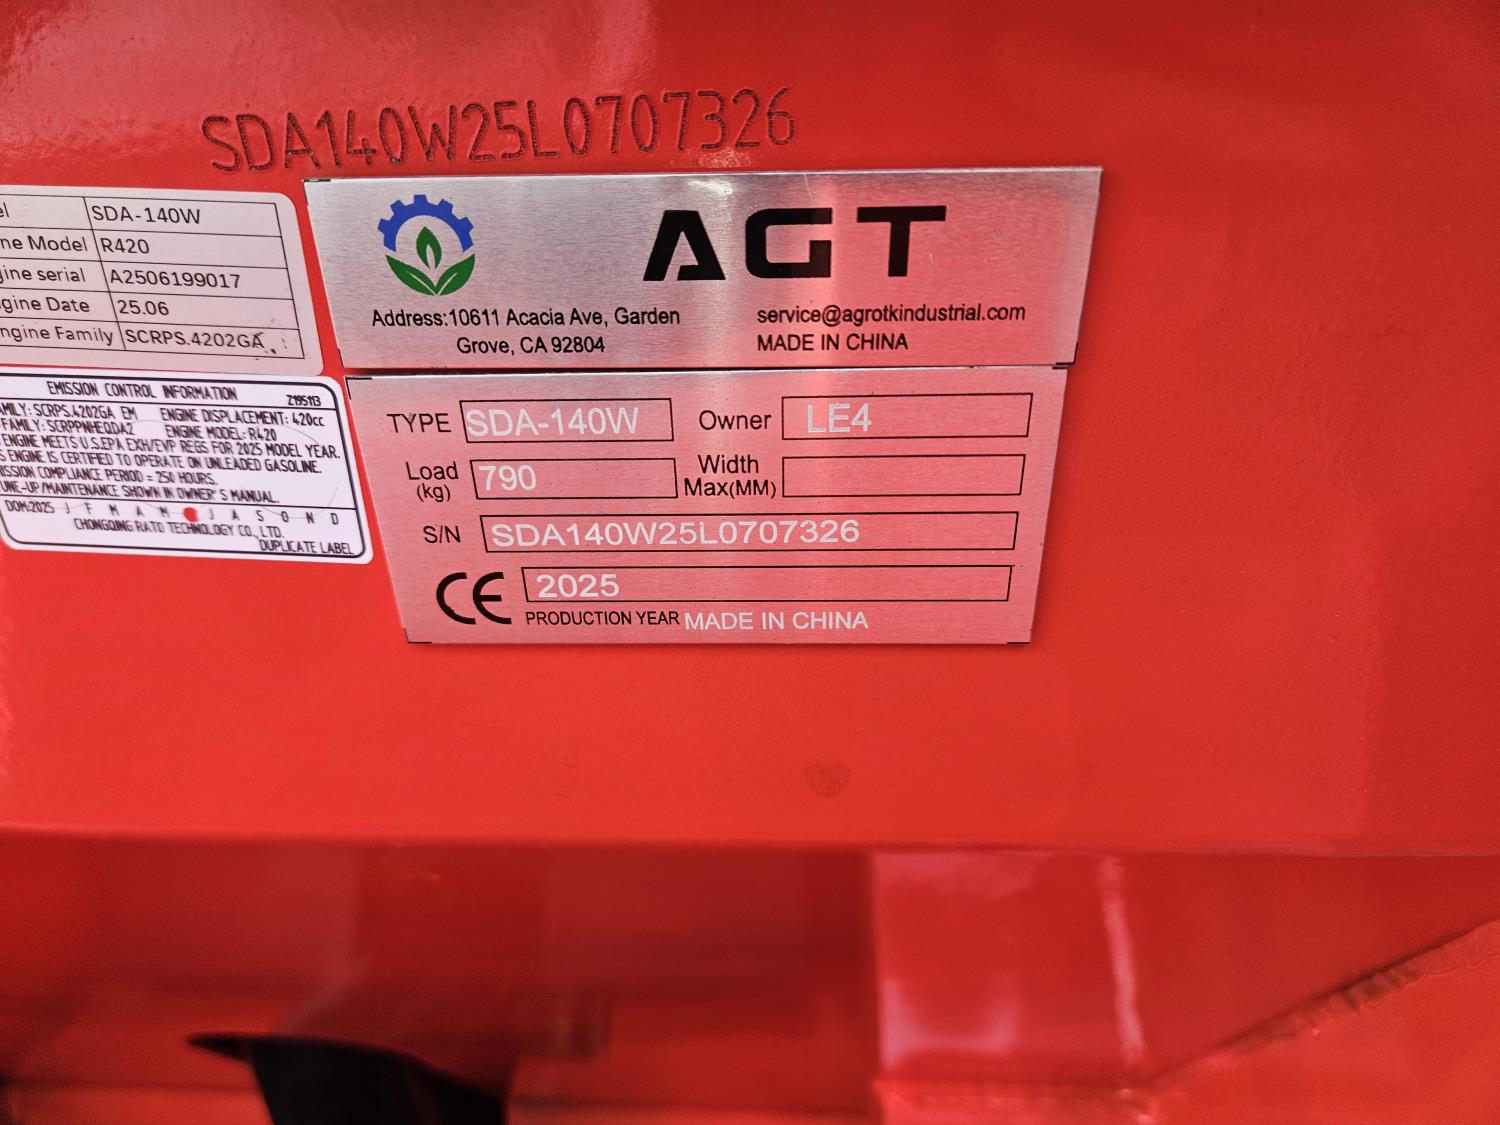 SDA140W25L0707326
SDA-140W
ne Model R420
gine serial A2506199017
ngine Date 25.06
ngine Family SCRPS.4202GA
EMISSION CONTROL INFORMATION Z195113
MILY: SCRPS.4202GA EM ENGINE DISPLACEMENT: 420cc
FAMILY: SCRPPNHEQDA2 ENGINE MODEL: R420
ENGINE MEETS U.S.EPA EXH/EVP REGS FOR 2025 MODEL YEAR.
S ENGINE IS CERTIFIED TO OPERATE ON UNLEADED GASOLINE.
ISSION COMPLIANCE PERIOD = 250 HOURS.
UNE-UP/MAINTENANCE SHOWN IN OWNER'S MANUAL.
DOM:2025 J F M A M J A S O N D
CHONGQING RATO TECHNOLOGY CO., LTD.
DUPLICATE LABEL
AGT
Address:10611 Acacia Ave, Garden
Grove, CA 92804
service@agrotkindustrial.com
MADE IN CHINA
TYPE SDA-140W Owner LE4
Load (kg) 790 Width Max(MM)
S/N SDA140W25L0707326
CE 2025
PRODUCTION YEAR MADE IN CHINA